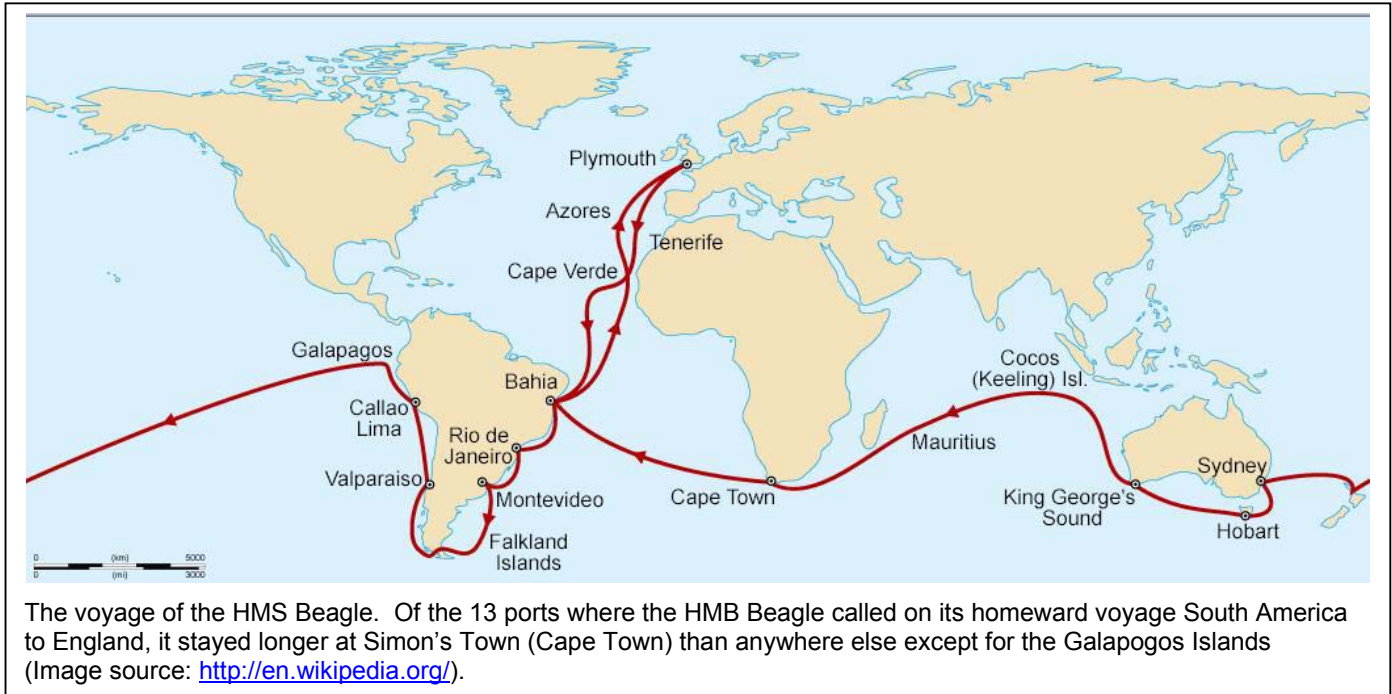 Plymouth
Azores
Tenerife
Cape Verde
Galapagos
Bahia
Cocos
(Keeling) Isl.
Callao
Lima
Rio de
Janeiro
Mauritius
Valparaiso
Montevideo
Cape Town
Sydney
King George's
Sound
Hobart
Falkland
Islands
0 (km) 5000
0 (mi) 3000
The voyage of the HMS Beagle. Of the 13 ports where the HMB Beagle called on its homeward voyage South America
to England, it stayed longer at Simon’s Town (Cape Town) than anywhere else except for the Galapogos Islands
(Image source: http://en.wikipedia.org/).